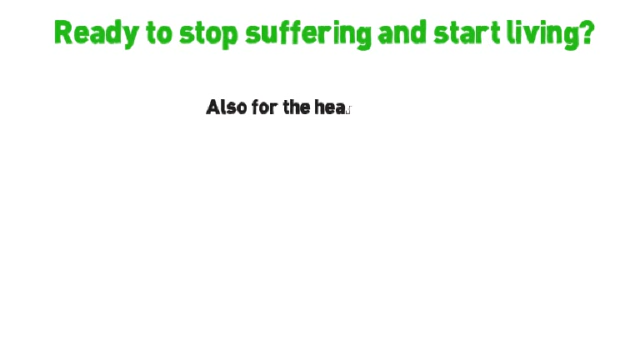 Ready to stop suffering and start living?
Also for the hea